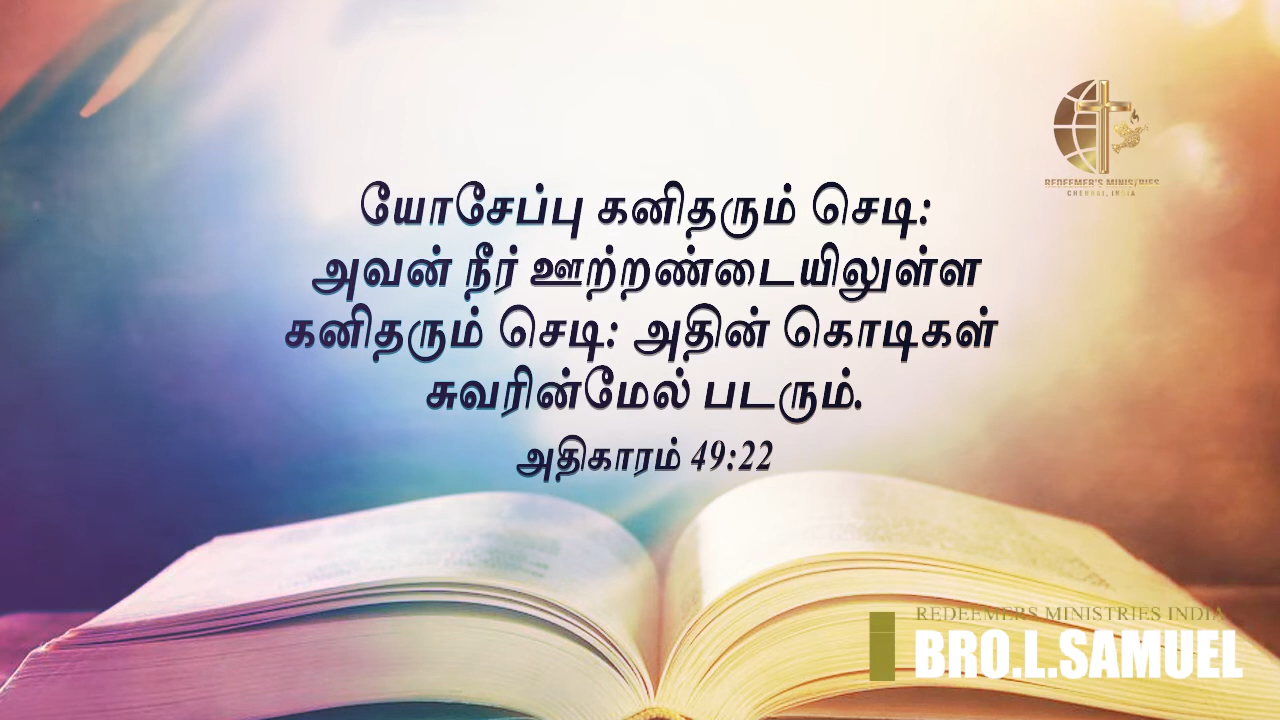 REDEEMER'S MINISTRIES
CHENNAI, INDIA
யோசேப்பு கனிதரும் செடி:
அவன் நீர் ஊற்றண்டையிலுள்ள
கனிதரும் செடி: அதின் கொடிகள்
சுவரின்மேல் படரும்.
அதிகாரம் 49:22
REDEEMERS MINISTRIES INDIA
BRO.L.SAMUEL